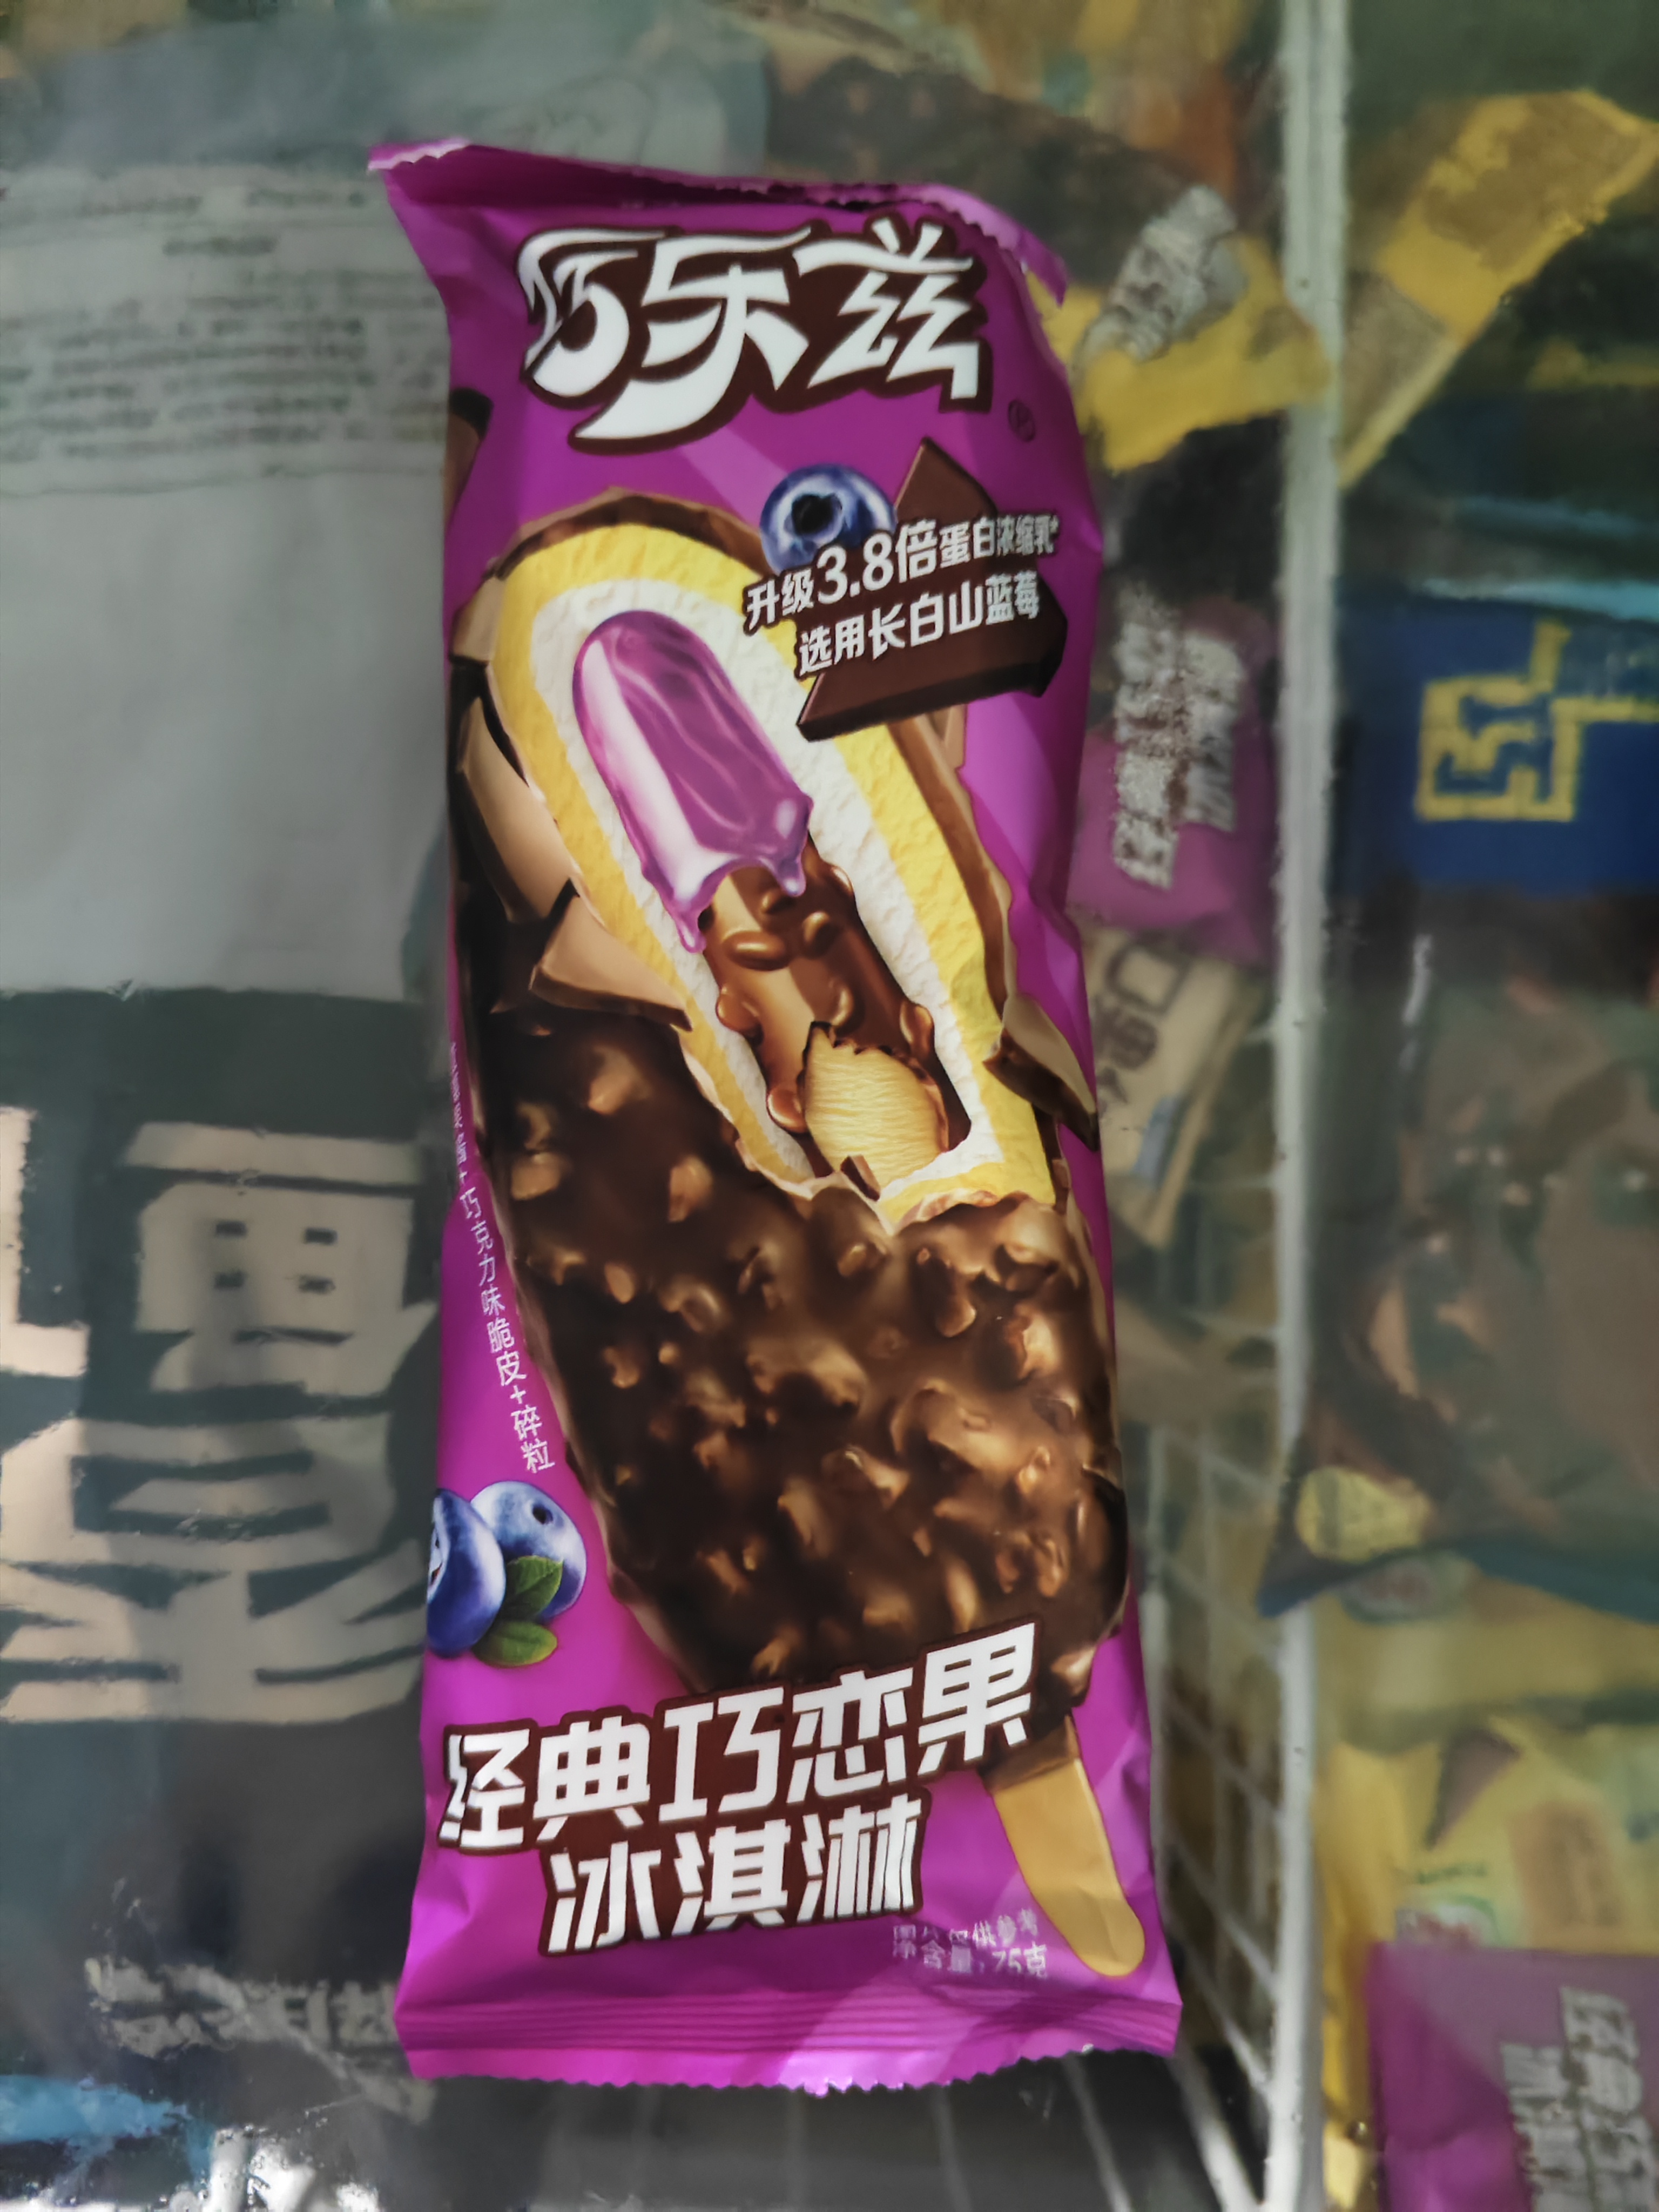 巧乐兹
升级3.8倍蛋白浓缩乳*
选用长白山蓝莓
+巧克力味脆皮+碎粒
经典巧恋果
冰淇淋
图片仅供参考
净含量:75克